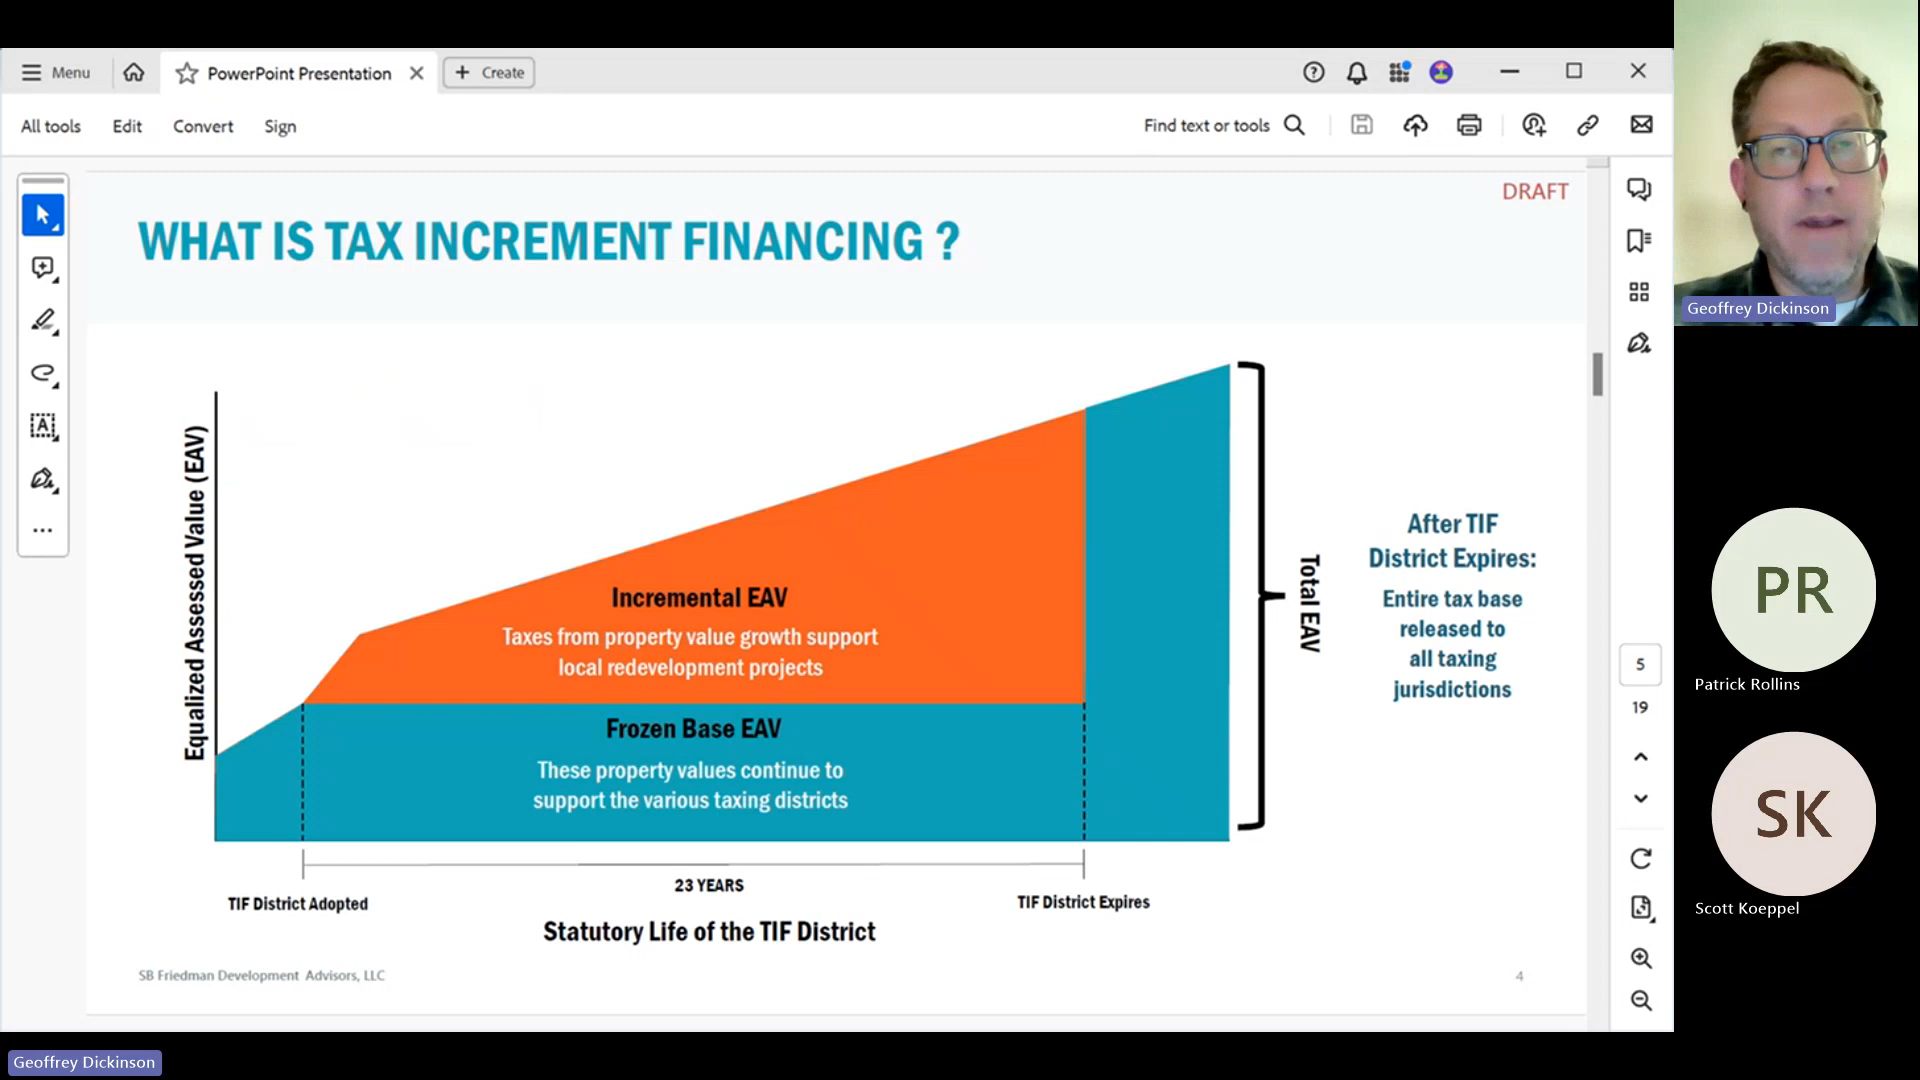 Menu
PowerPoint Presentation
Create
All tools
Edit
Convert
Sign
Find text or tools
DRAFT
WHAT IS TAX INCREMENT FINANCING ?
Equalized Assessed Value (EAV)
Incremental EAV
Taxes from property value growth support
local redevelopment projects
Frozen Base EAV
These property values continue to
support the various taxing districts
Total EAV
After TIF
District Expires:
Entire tax base
released to
all taxing
jurisdictions
23 YEARS
TIF District Adopted
TIF District Expires
Statutory Life of the TIF District
SB Friedman Development Advisors, LLC
4
5
19
Geoffrey Dickinson
PR
Patrick Rollins
SK
Scott Koeppel
Geoffrey Dickinson